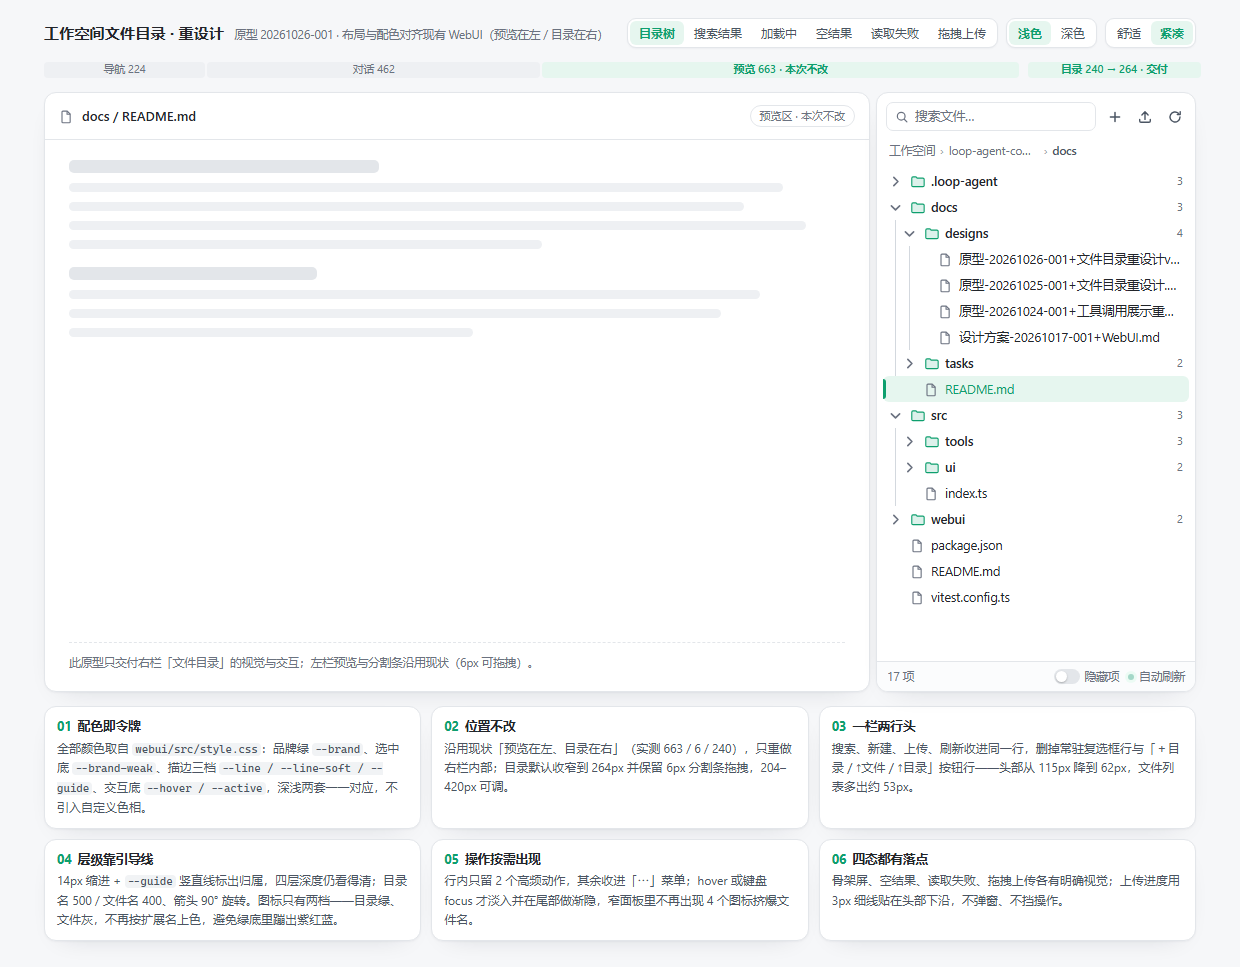 工作空间文件目录 · 重设计
原型 20261026-001 · 布局与配色对齐现有 WebUI（预览在左 / 目录在右）
目录树 搜索结果 加载中 空结果 读取失败 拖拽上传
浅色 深色
舒适 紧凑
导航 224
对话 462
预览 663 · 本次不改
目录 240 → 264 · 交付
docs / README.md
预览区 · 本次不改
此原型只交付右栏「文件目录」的视觉与交互；左栏预览与分割条沿用现状（6px 可拖拽）。
搜索文件...
工作空间 › loop-agent-co... › docs
.loop-agent 3
docs 3
designs 4
原型-20261026-001+文件目录重设计v...
原型-20261025-001+文件目录重设计....
原型-20261024-001+工具调用展示重...
设计方案-20261017-001+WebUI.md
tasks 2
README.md
src 3
tools 3
ui 2
index.ts
webui 2
package.json
README.md
vitest.config.ts
17 项
隐藏项
自动刷新
01 配色即令牌
全部颜色取自 webui/src/style.css：品牌绿 --brand、选中
底 --brand-weak、描边三档 --line / --line-soft / --
guide、交互底 --hover / --active，深浅两套一一对应，不
引入自定义色相。
02 位置不改
沿用现状「预览在左、目录在右」（实测 663 / 6 / 240），只重做
右栏内部；目录默认收窄到 264px 并保留 6px 分割条拖拽，204–
420px 可调。
03 一栏两行头
搜索、新建、上传、刷新收进同一行，删掉常驻复选框行与「＋目
录 / ↑文件 / ↑目录」按钮行——头部从 115px 降到 62px，文件列
表多出约 53px。
04 层级靠引导线
14px 缩进 + --guide 竖直线标出归属，四层深度仍看得清；目录
名 500 / 文件名 400、箭头 90° 旋转。图标只有两档——目录绿、
文件灰，不再按扩展名上色，避免绿底里蹦出紫红蓝。
05 操作按需出现
行内只留 2 个高频动作，其余收进「⋯」菜单；hover 或键盘
focus 才淡入并在尾部做渐隐，窄面板里不再出现 4 个图标挤爆文
件名。
06 四态都有落点
骨架屏、空结果、读取失败、拖拽上传各有明确视觉；上传进度用
3px 细线贴在头部下沿，不弹窗、不挡操作。